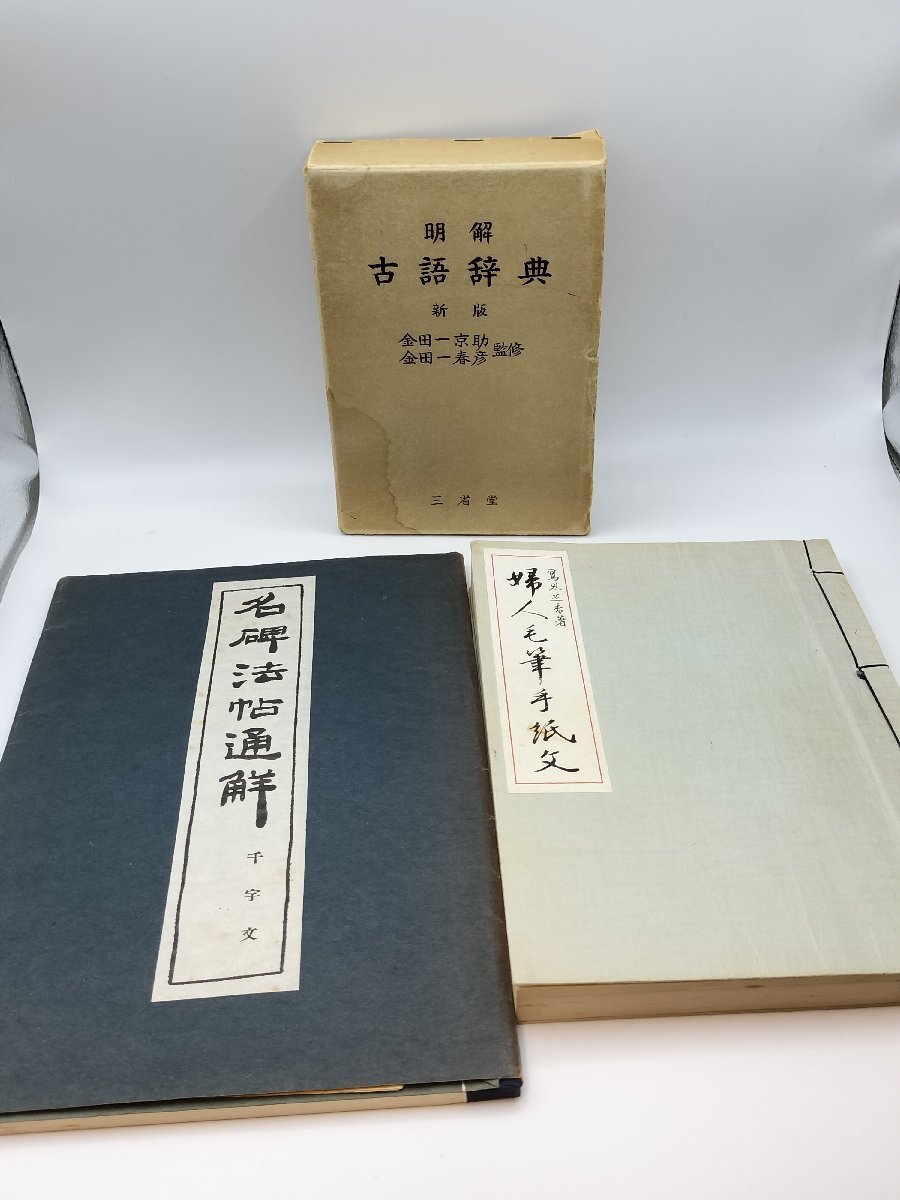 明解
古語辞典
新版
金田一京助
金田一春彦 監修
三省堂
名碑法帖通解
千字文
婦人毛筆手紙文